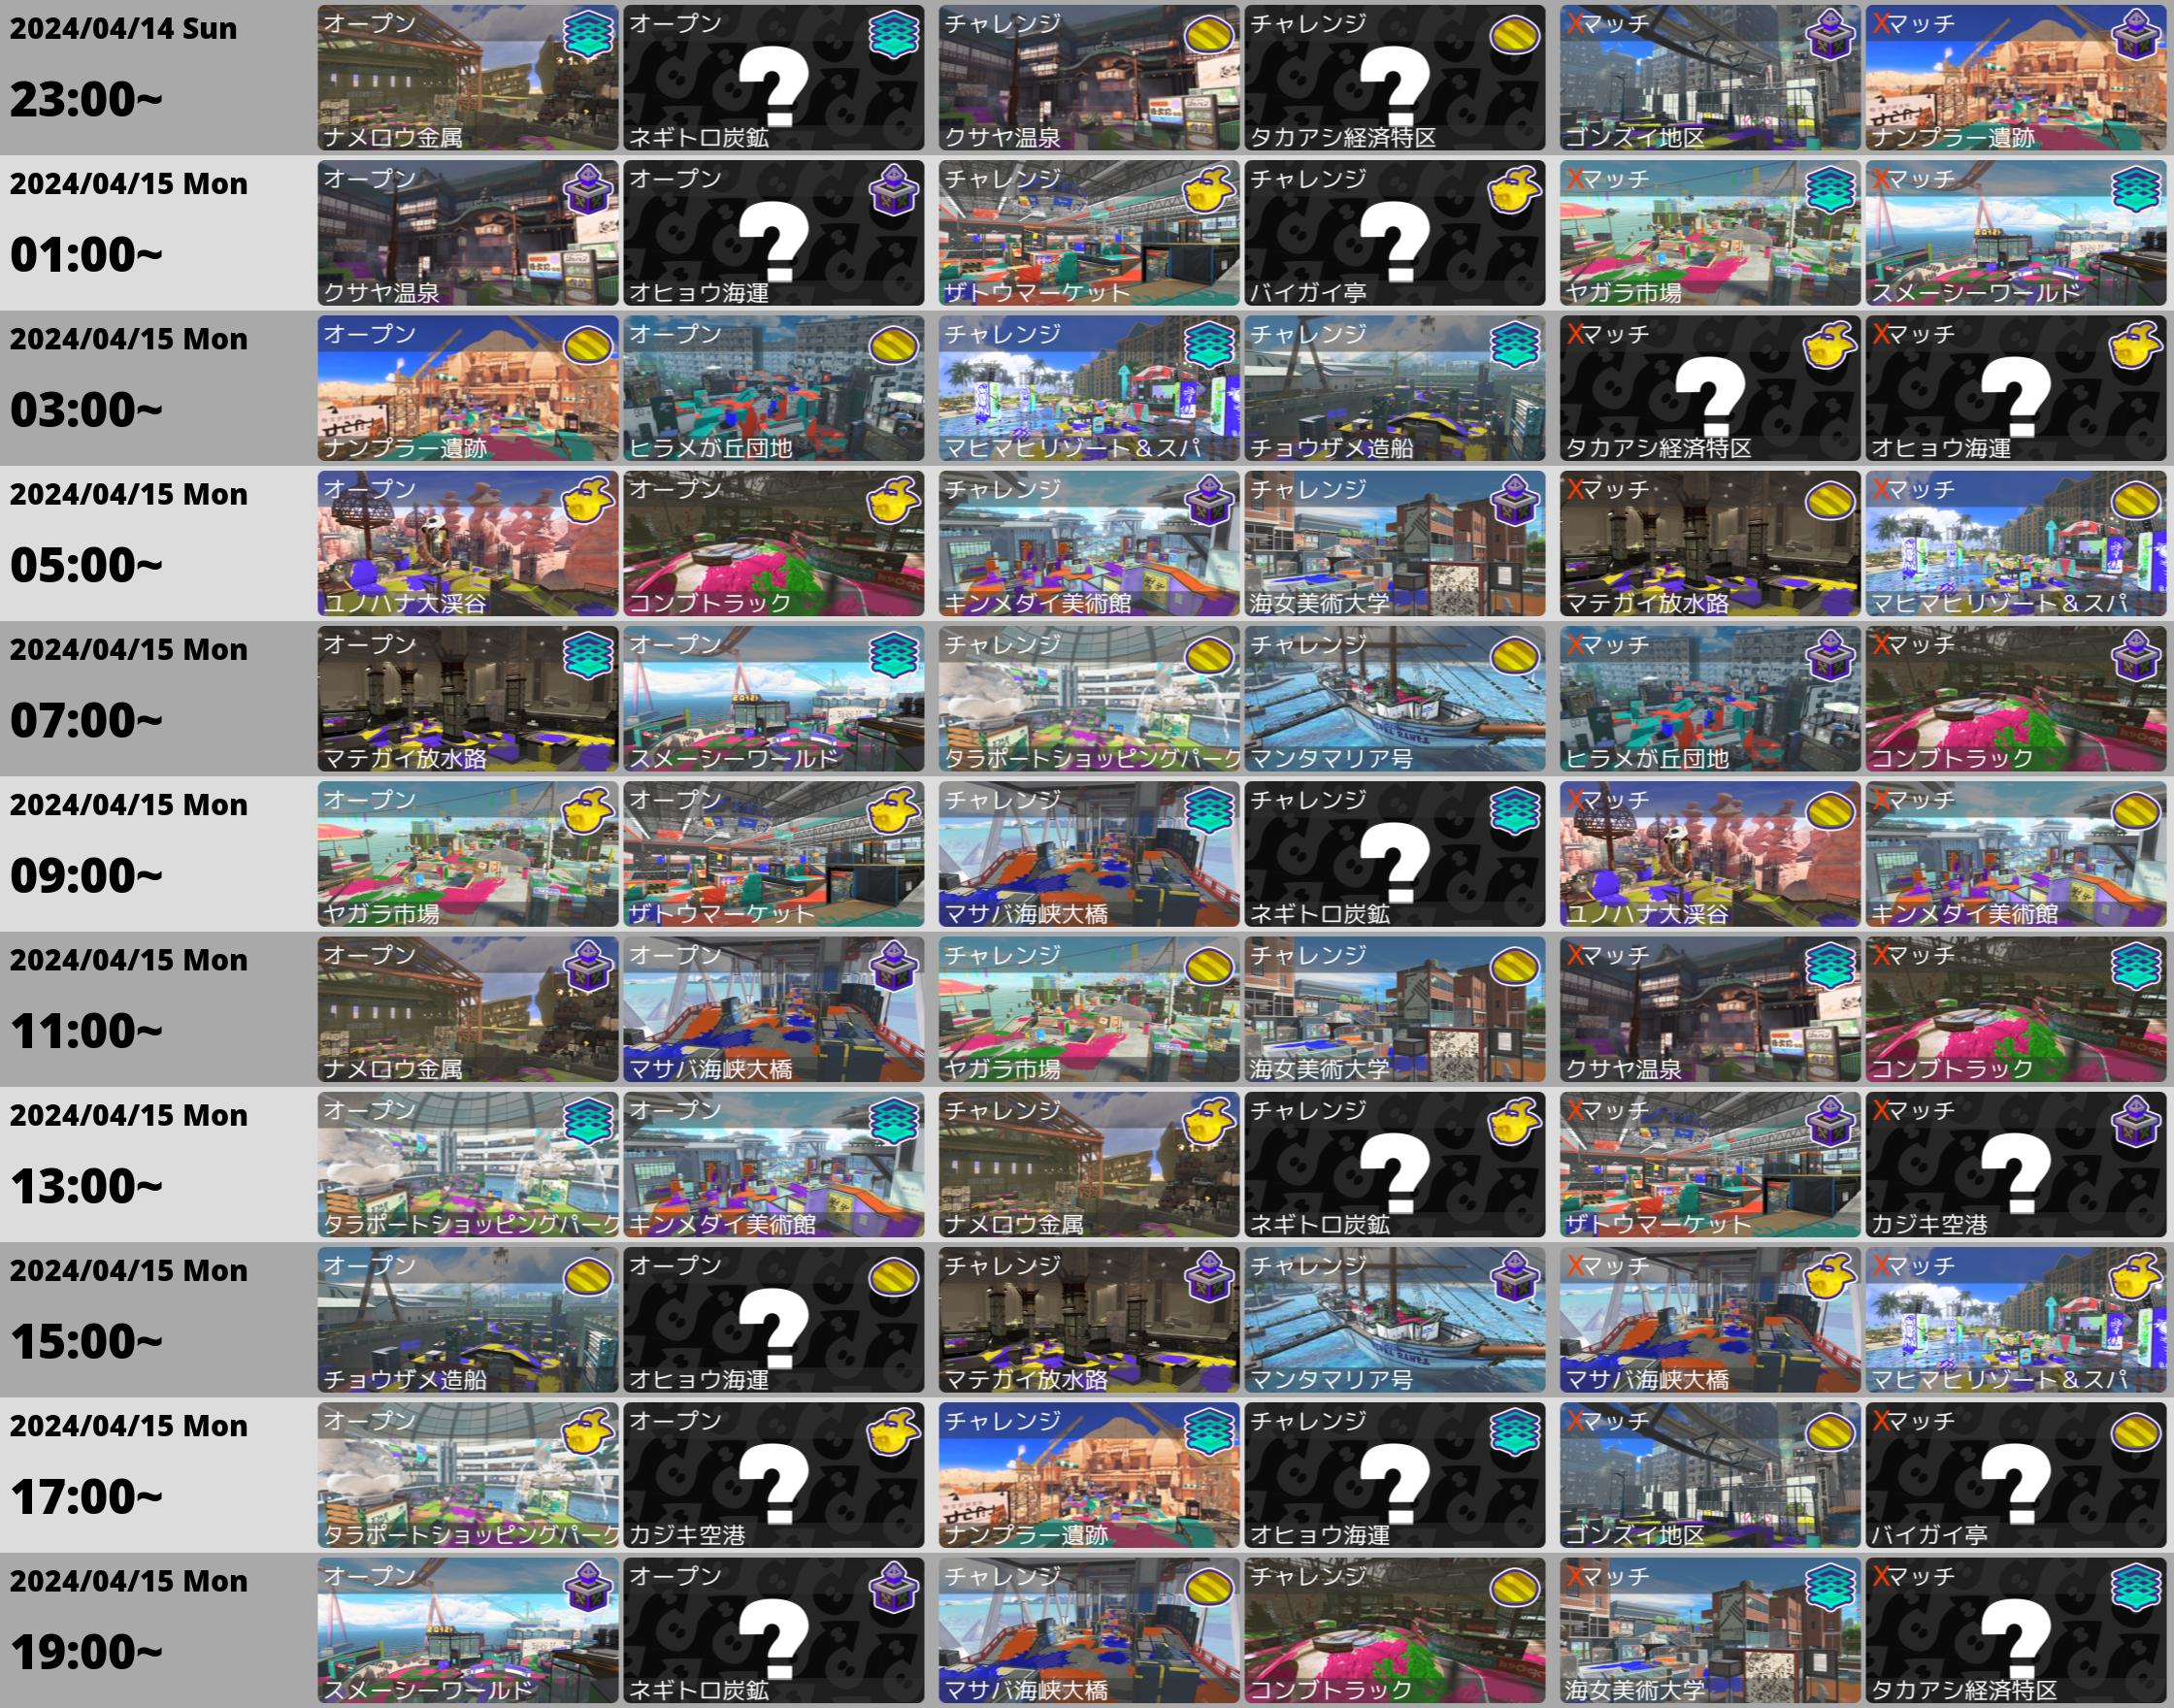 2024/04/14 Sun
23:00~
オープン
ナメロウ金属
オープン
ネギトロ炭鉱
チャレンジ
クサヤ温泉
チャレンジ
タカアシ経済特区
Xマッチ
ゴンズイ地区
Xマッチ
ナンプラー遺跡
2024/04/15 Mon
01:00~
オープン
クサヤ温泉
オープン
オヒョウ海運
チャレンジ
ザトウマーケット
チャレンジ
バイガイ亭
Xマッチ
ヤガラ市場
Xマッチ
スメーシーワールド
2024/04/15 Mon
03:00~
オープン
ナンプラー遺跡
オープン
ヒラメが丘団地
チャレンジ
マヒマヒリゾート&スパ
チャレンジ
チョウザメ造船
Xマッチ
タカアシ経済特区
Xマッチ
オヒョウ海運
2024/04/15 Mon
05:00~
オープン
ユノハナ大渓谷
オープン
コンブトラック
チャレンジ
キンメダイ美術館
チャレンジ
海女美術大学
Xマッチ
マテガイ放水路
Xマッチ
マヒマヒリゾート&スパ
2024/04/15 Mon
07:00~
オープン
マテガイ放水路
オープン
スメーシーワールド
チャレンジ
タラポートショッピングパーク
チャレンジ
マンタマリア号
Xマッチ
ヒラメが丘団地
Xマッチ
コンブトラック
2024/04/15 Mon
09:00~
オープン
ヤガラ市場
オープン
ザトウマーケット
チャレンジ
マサバ海峡大橋
チャレンジ
ネギトロ炭鉱
Xマッチ
ユノハナ大渓谷
Xマッチ
キンメダイ美術館
2024/04/15 Mon
11:00~
オープン
ナメロウ金属
オープン
マサバ海峡大橋
チャレンジ
ヤガラ市場
チャレンジ
海女美術大学
Xマッチ
クサヤ温泉
Xマッチ
コンブトラック
2024/04/15 Mon
13:00~
オープン
タラポートショッピングパーク
オープン
キンメダイ美術館
チャレンジ
ナメロウ金属
チャレンジ
ネギトロ炭鉱
Xマッチ
ザトウマーケット
Xマッチ
カジキ空港
2024/04/15 Mon
15:00~
オープン
チョウザメ造船
オープン
オヒョウ海運
チャレンジ
マテガイ放水路
チャレンジ
マンタマリア号
Xマッチ
マサバ海峡大橋
Xマッチ
マヒマヒリゾート&スパ
2024/04/15 Mon
17:00~
オープン
タラポートショッピングパーク
オープン
カジキ空港
チャレンジ
ナンプラー遺跡
チャレンジ
オヒョウ海運
Xマッチ
ゴンズイ地区
Xマッチ
バイガイ亭
2024/04/15 Mon
19:00~
オープン
スメーシーワールド
オープン
ネギトロ炭鉱
チャレンジ
マサバ海峡大橋
チャレンジ
コンブトラック
Xマッチ
海女美術大学
Xマッチ
タカアシ経済特区